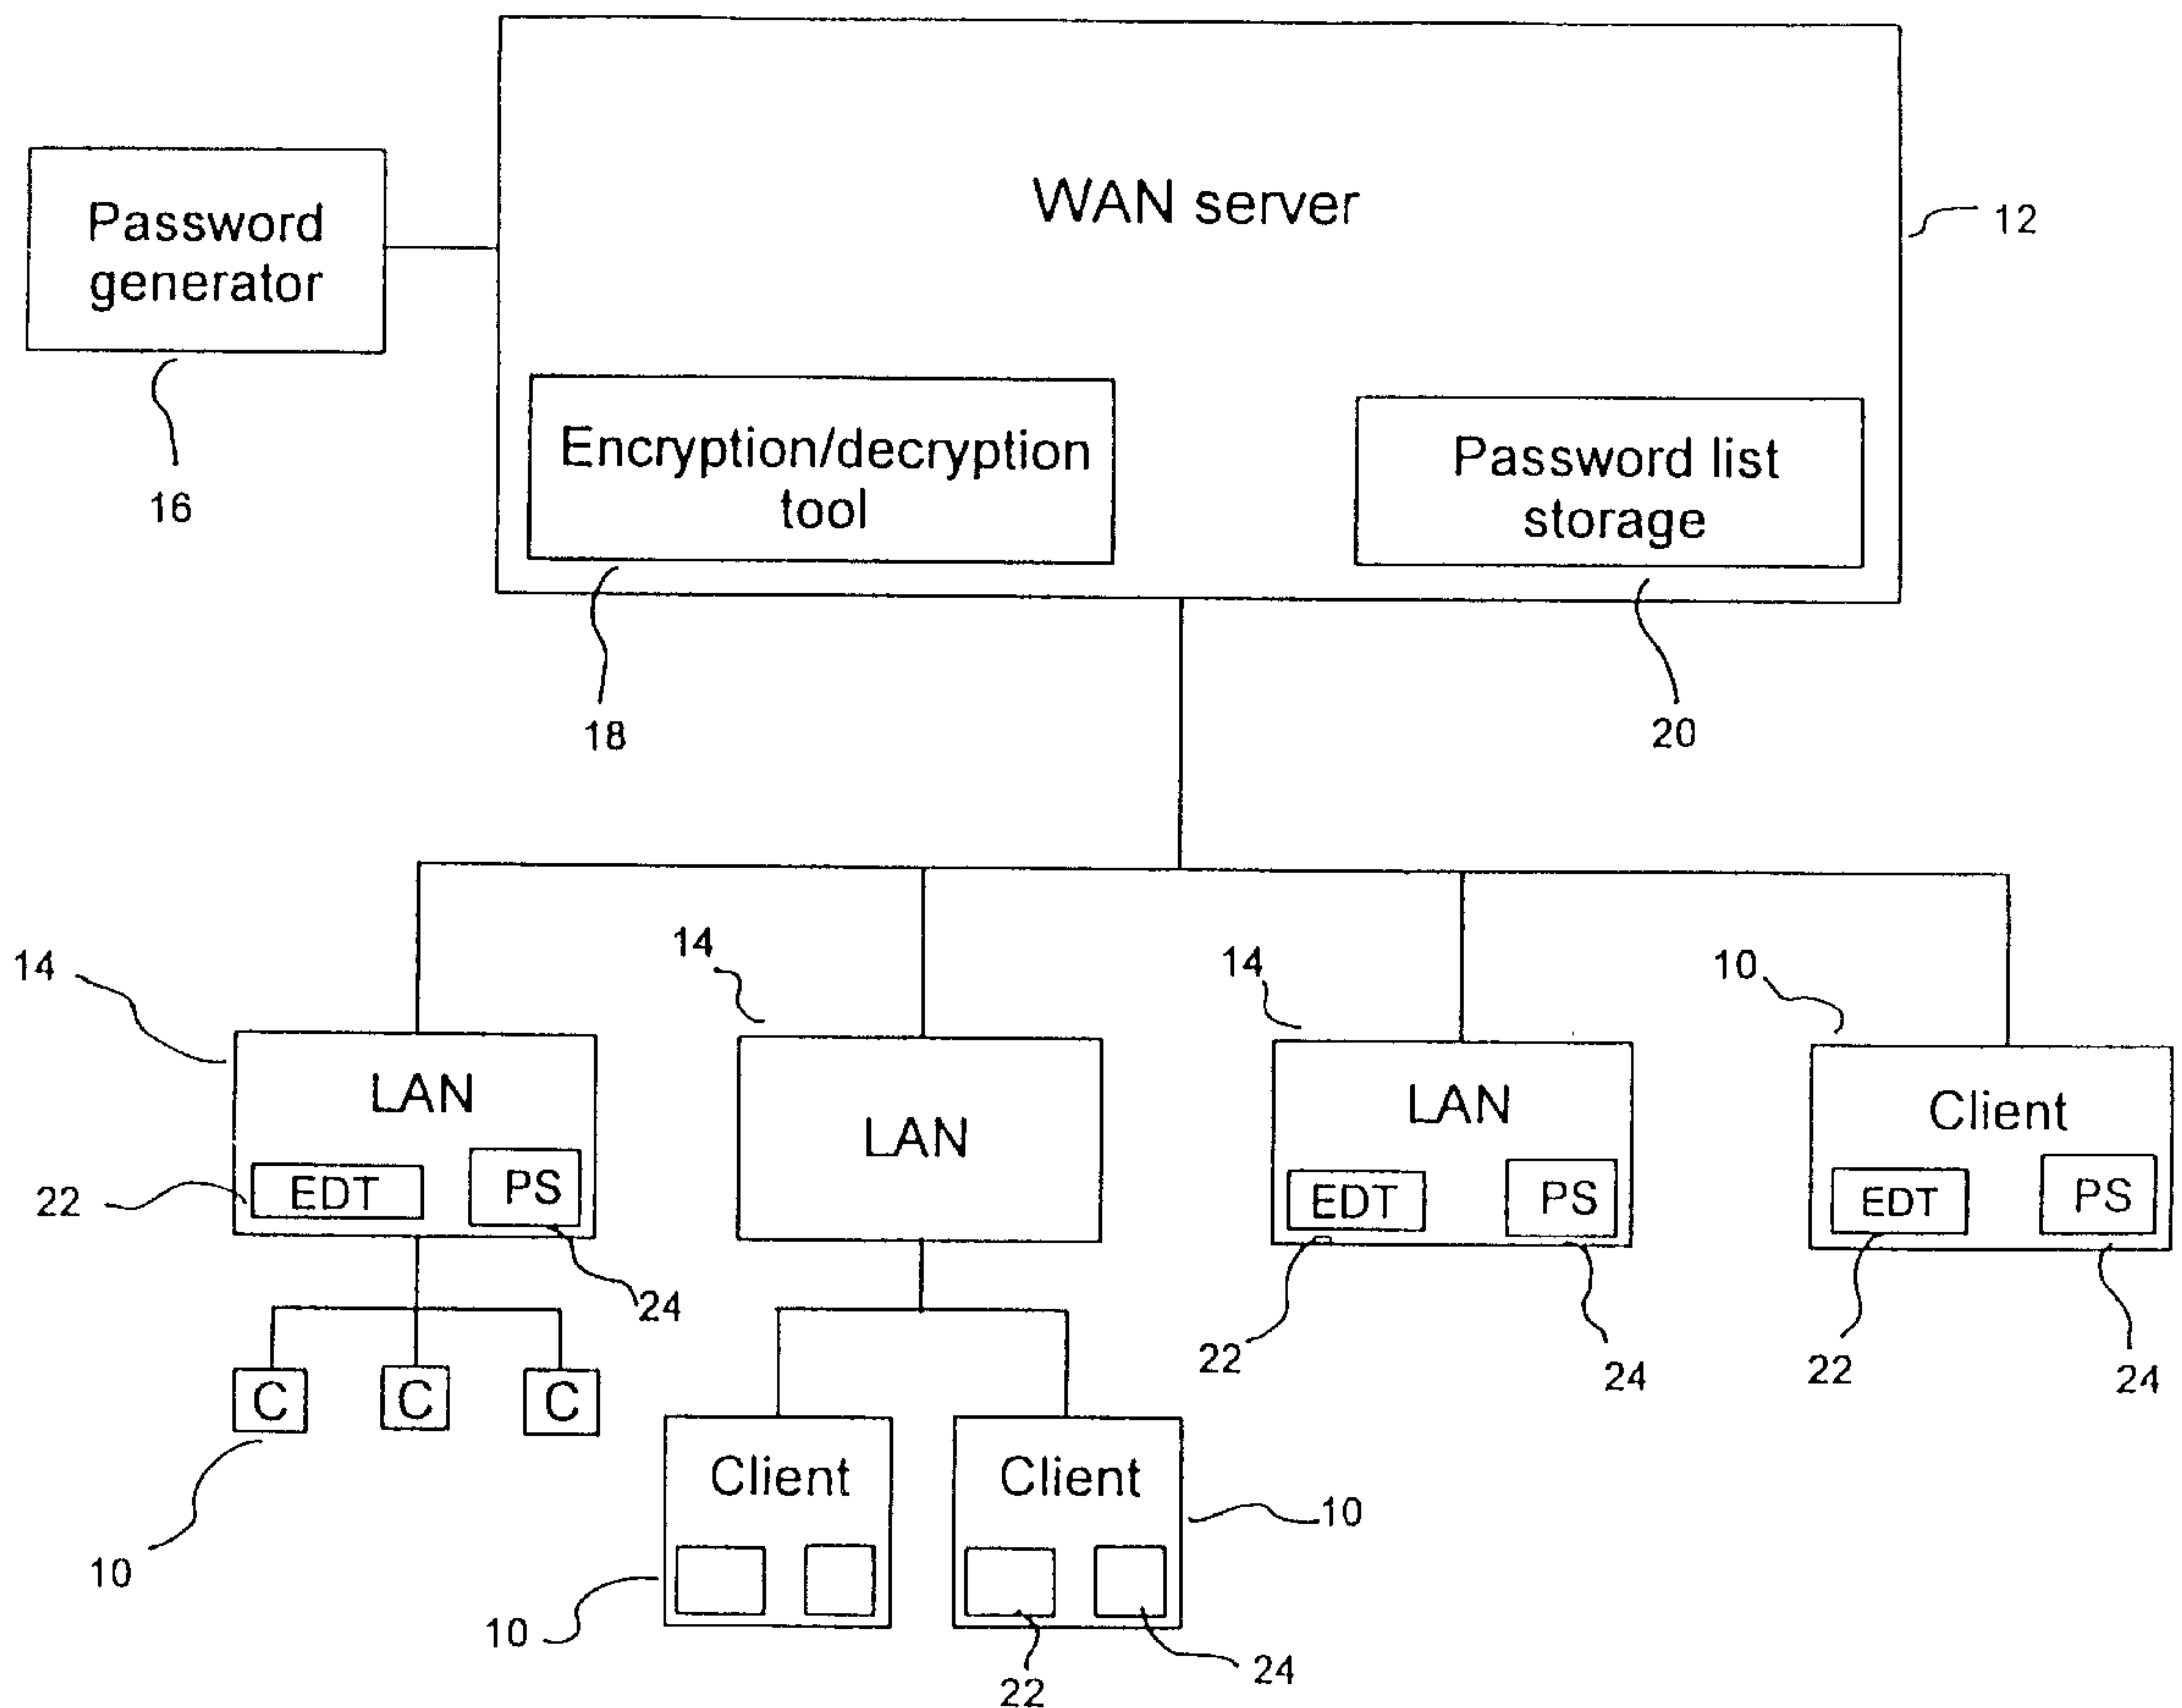 WAN server
12
Password
generator
16
Encryption/decryption
tool
18
Password list
storage
20
14
14
14
10
LAN
EDT
PS
22
24
LAN
LAN
EDT
PS
22
24
Client
EDT
PS
22
24
C
C
C
10
Client
10
Client
10
22
24